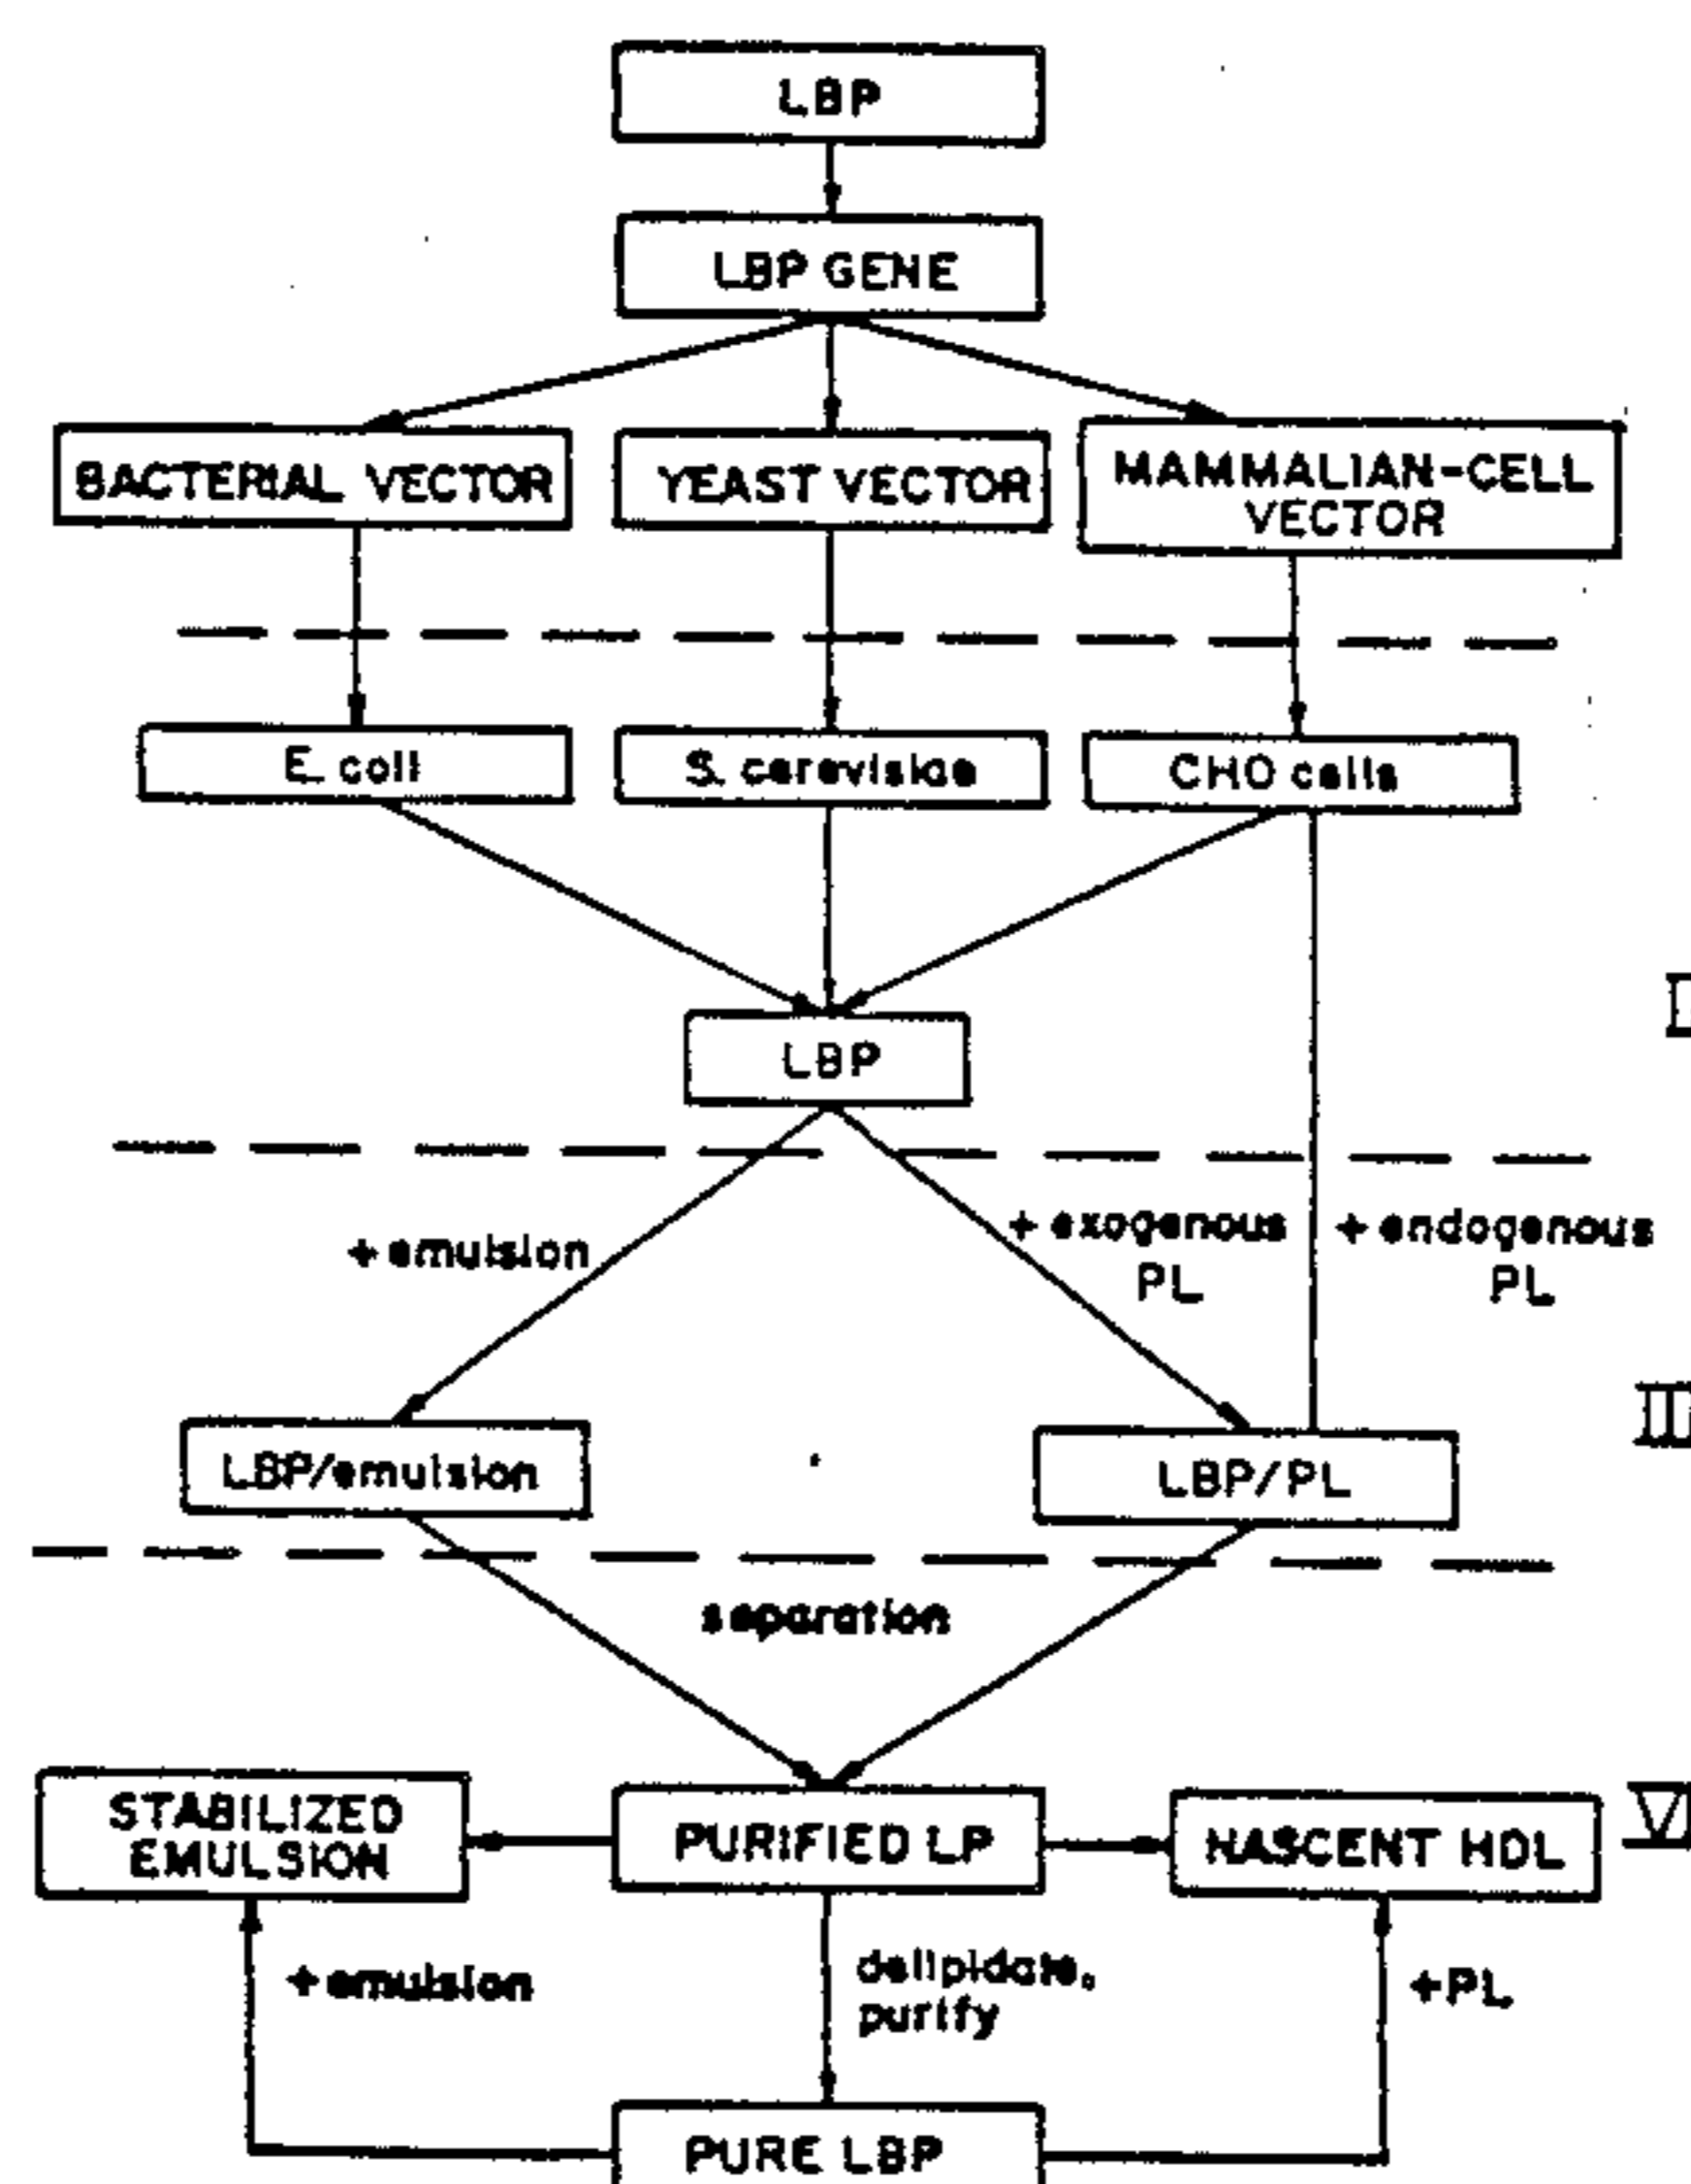 LBP
LBP GENE
BACTERIAL VECTOR
YEAST VECTOR
MAMMALIAN-CELL
VECTOR
E. coli
S. cerevisiae
CHO cells
LBP
+ emulsion
+ exogenous
PL
+ endogenous
PL
LBP/emulsion
LBP/PL
separation
STABILIZED
EMULSION
PURIFIED LP
NASCENT HDL
+ emulsion
delipidate,
purify
+PL
PURE LBP